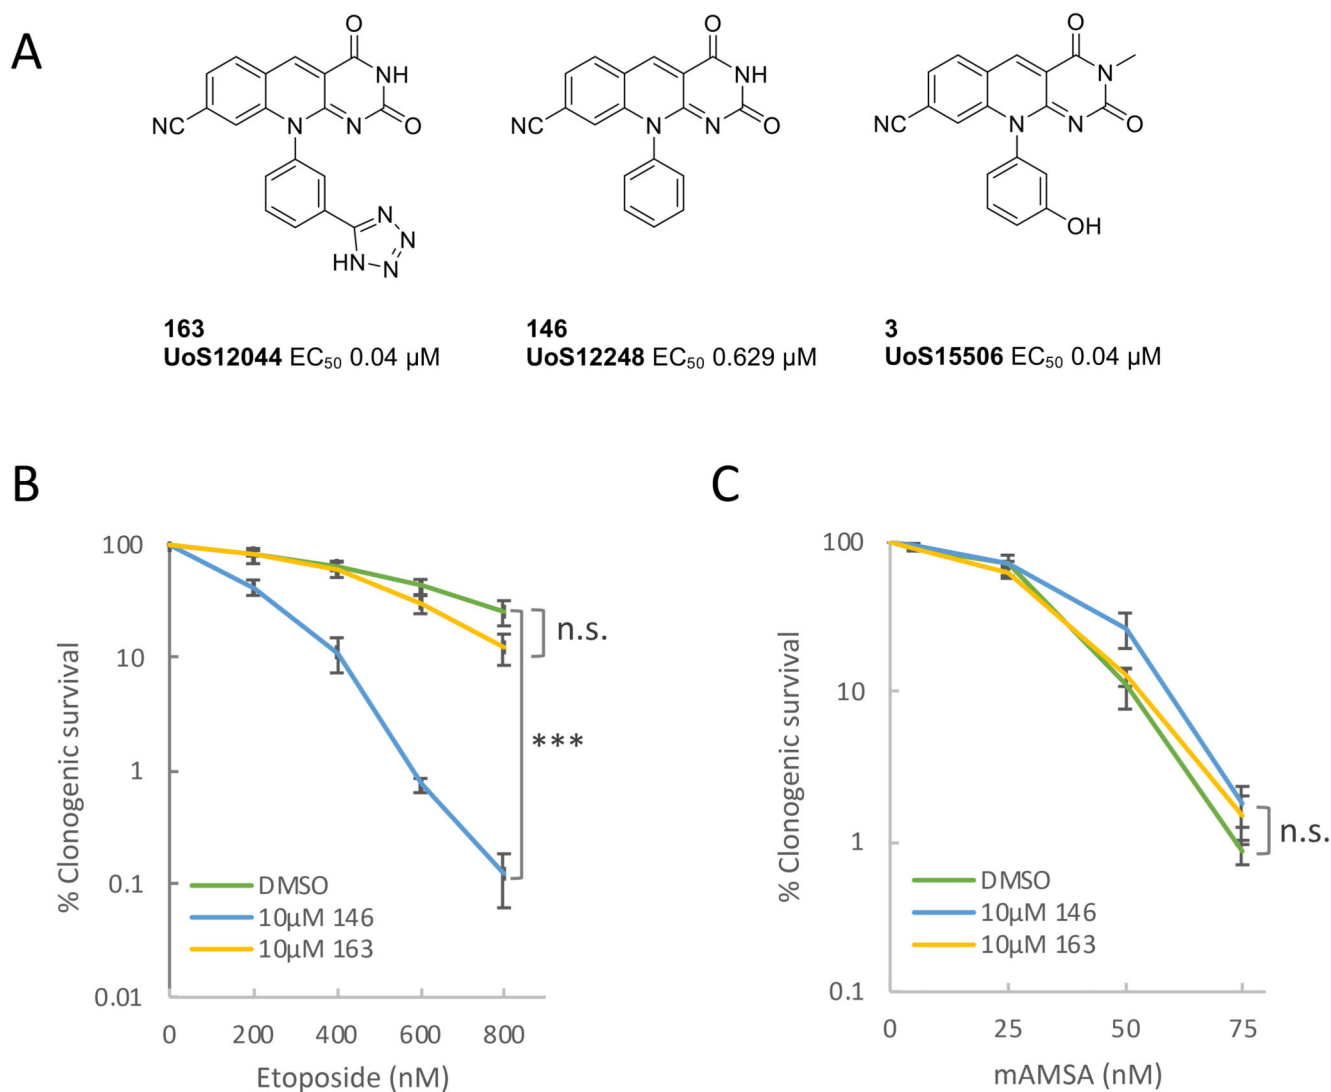 A
O
NH
N
N
O
NC
N
N
N
HN
N
O
NH
N
N
O
NC
O
N
N
N
O
NC
OH
163
UoS12044 EC50 0.04 µM
146
UoS12248 EC50 0.629 µM
3
UoS15506 EC50 0.04 µM
B
100
10
1
0.1
0.01
% Clonogenic survival
n.s.
***
DMSO
10µM 146
10µM 163
0 200 400 600 800
Etoposide (nM)
C
100
10
1
0.1
% Clonogenic survival
n.s.
DMSO
10µM 146
10µM 163
0 25 50 75
mAMSA (nM)